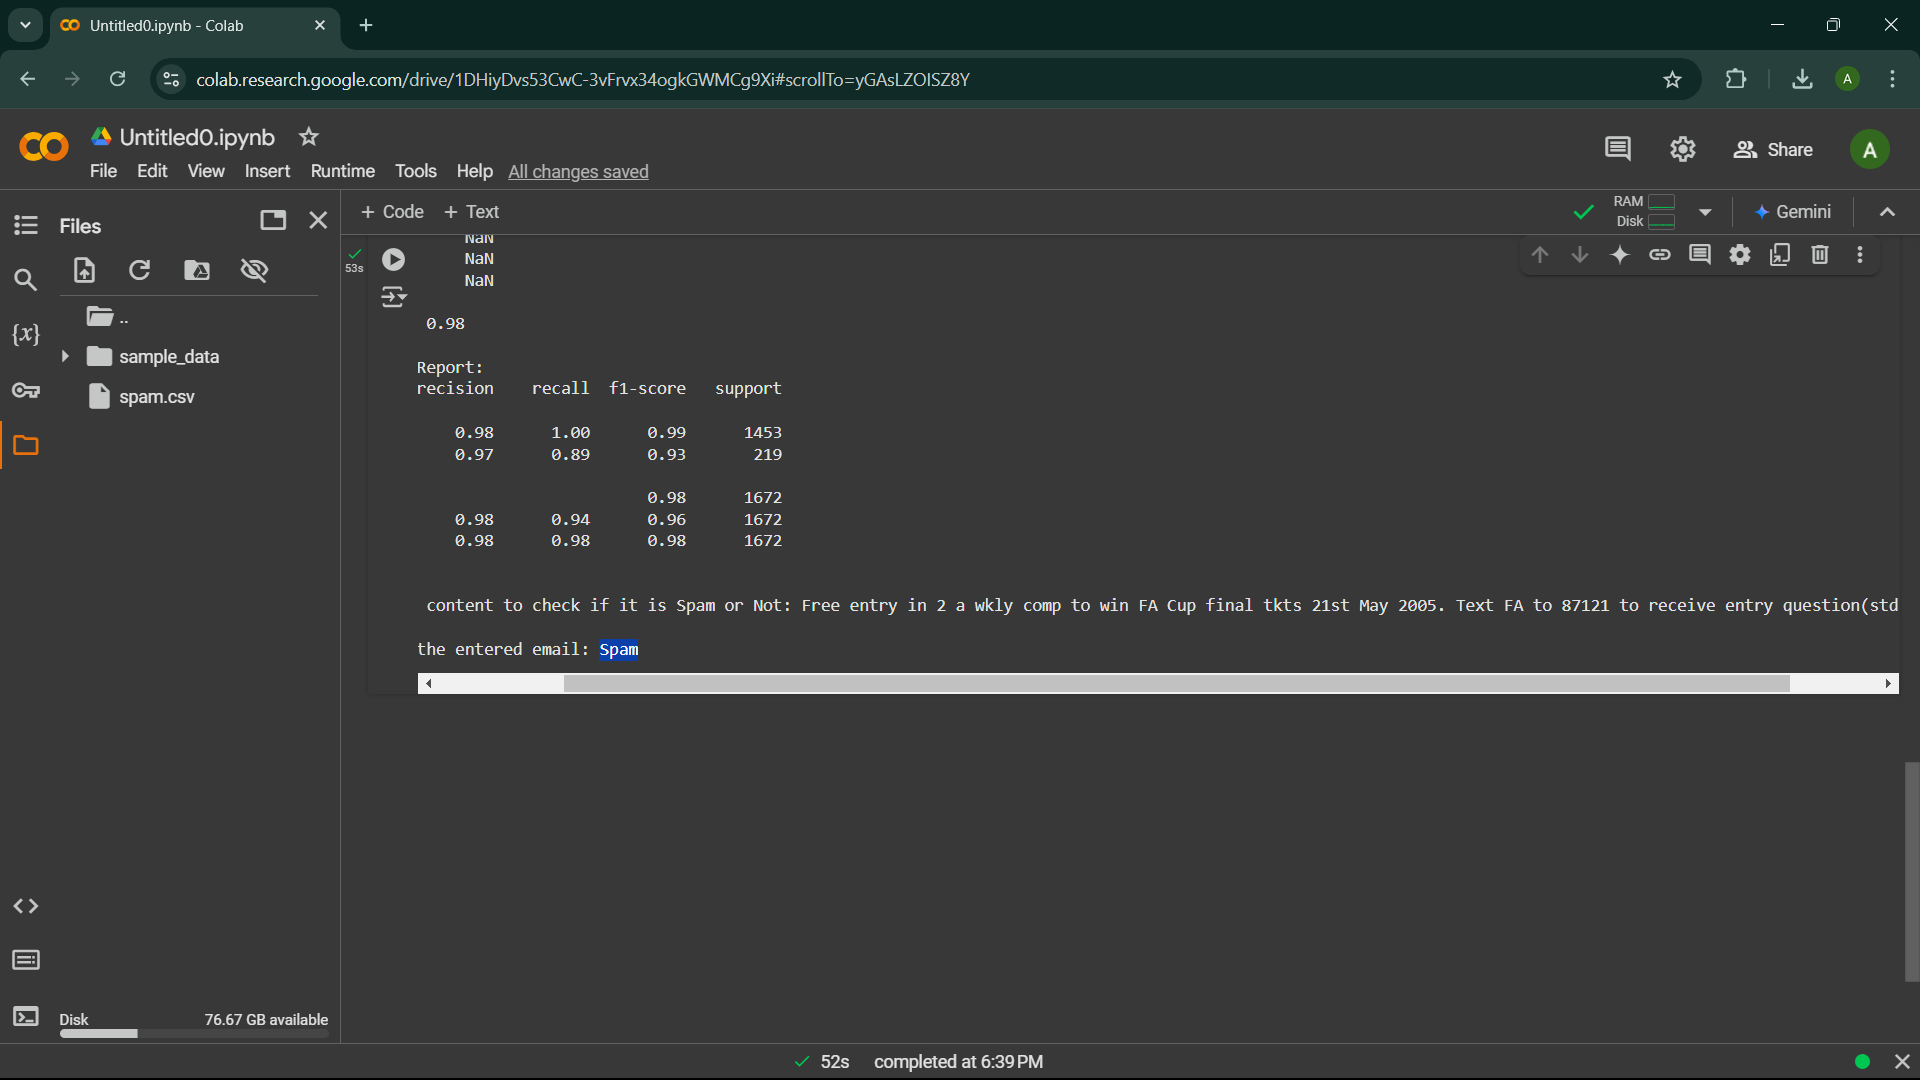 Untitled0.ipynb - Colab
colab.research.google.com/drive/1DHiyDvs53CwC-3vFrvx34ogkGWMCg9Xi#scrollTo=yGAsLZOISZ8Y
A
Untitled0.ipynb
File Edit View Insert Runtime Tools Help All changes saved
Share
A
Files
+ Code + Text
RAM
Disk
Gemini
..
sample_data
spam.csv
53s
NaN
NaN
NaN
0.98
Report:
recision recall f1-score support
0.98 1.00 0.99 1453
0.97 0.89 0.93 219
0.98 1672
0.98 0.94 0.96 1672
0.98 0.98 0.98 1672
content to check if it is Spam or Not: Free entry in 2 a wkly comp to win FA Cup final tkts 21st May 2005. Text FA to 87121 to receive entry question(std
the entered email: Spam
Disk 76.67 GB available
52s completed at 6:39 PM